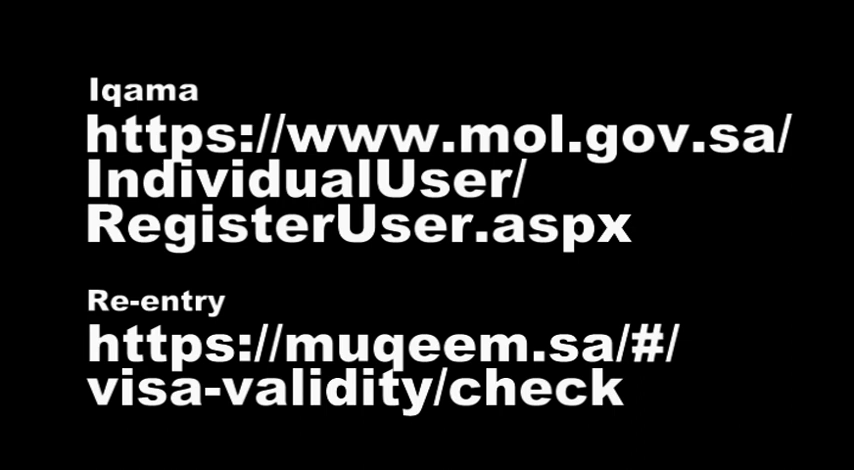 Iqama
https://www.mol.gov.sa/
IndividualUser/
RegisterUser.aspx
Re-entry
https://muqeem.sa/#/
visa-validity/check